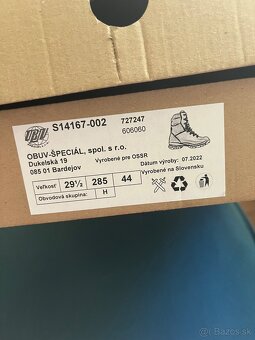 S14167-002
727247
606060
OBUV-ŠPECIÁL, spol. s r.o.
Dukelská 19
085 01 Bardejov
Vyrobené pre OSSR
Dátum výroby: 07.2022
Vyrobené na Slovensku
Veľkosť 29½ 285 44
Obvodová skupina: H
© Bazos.sk